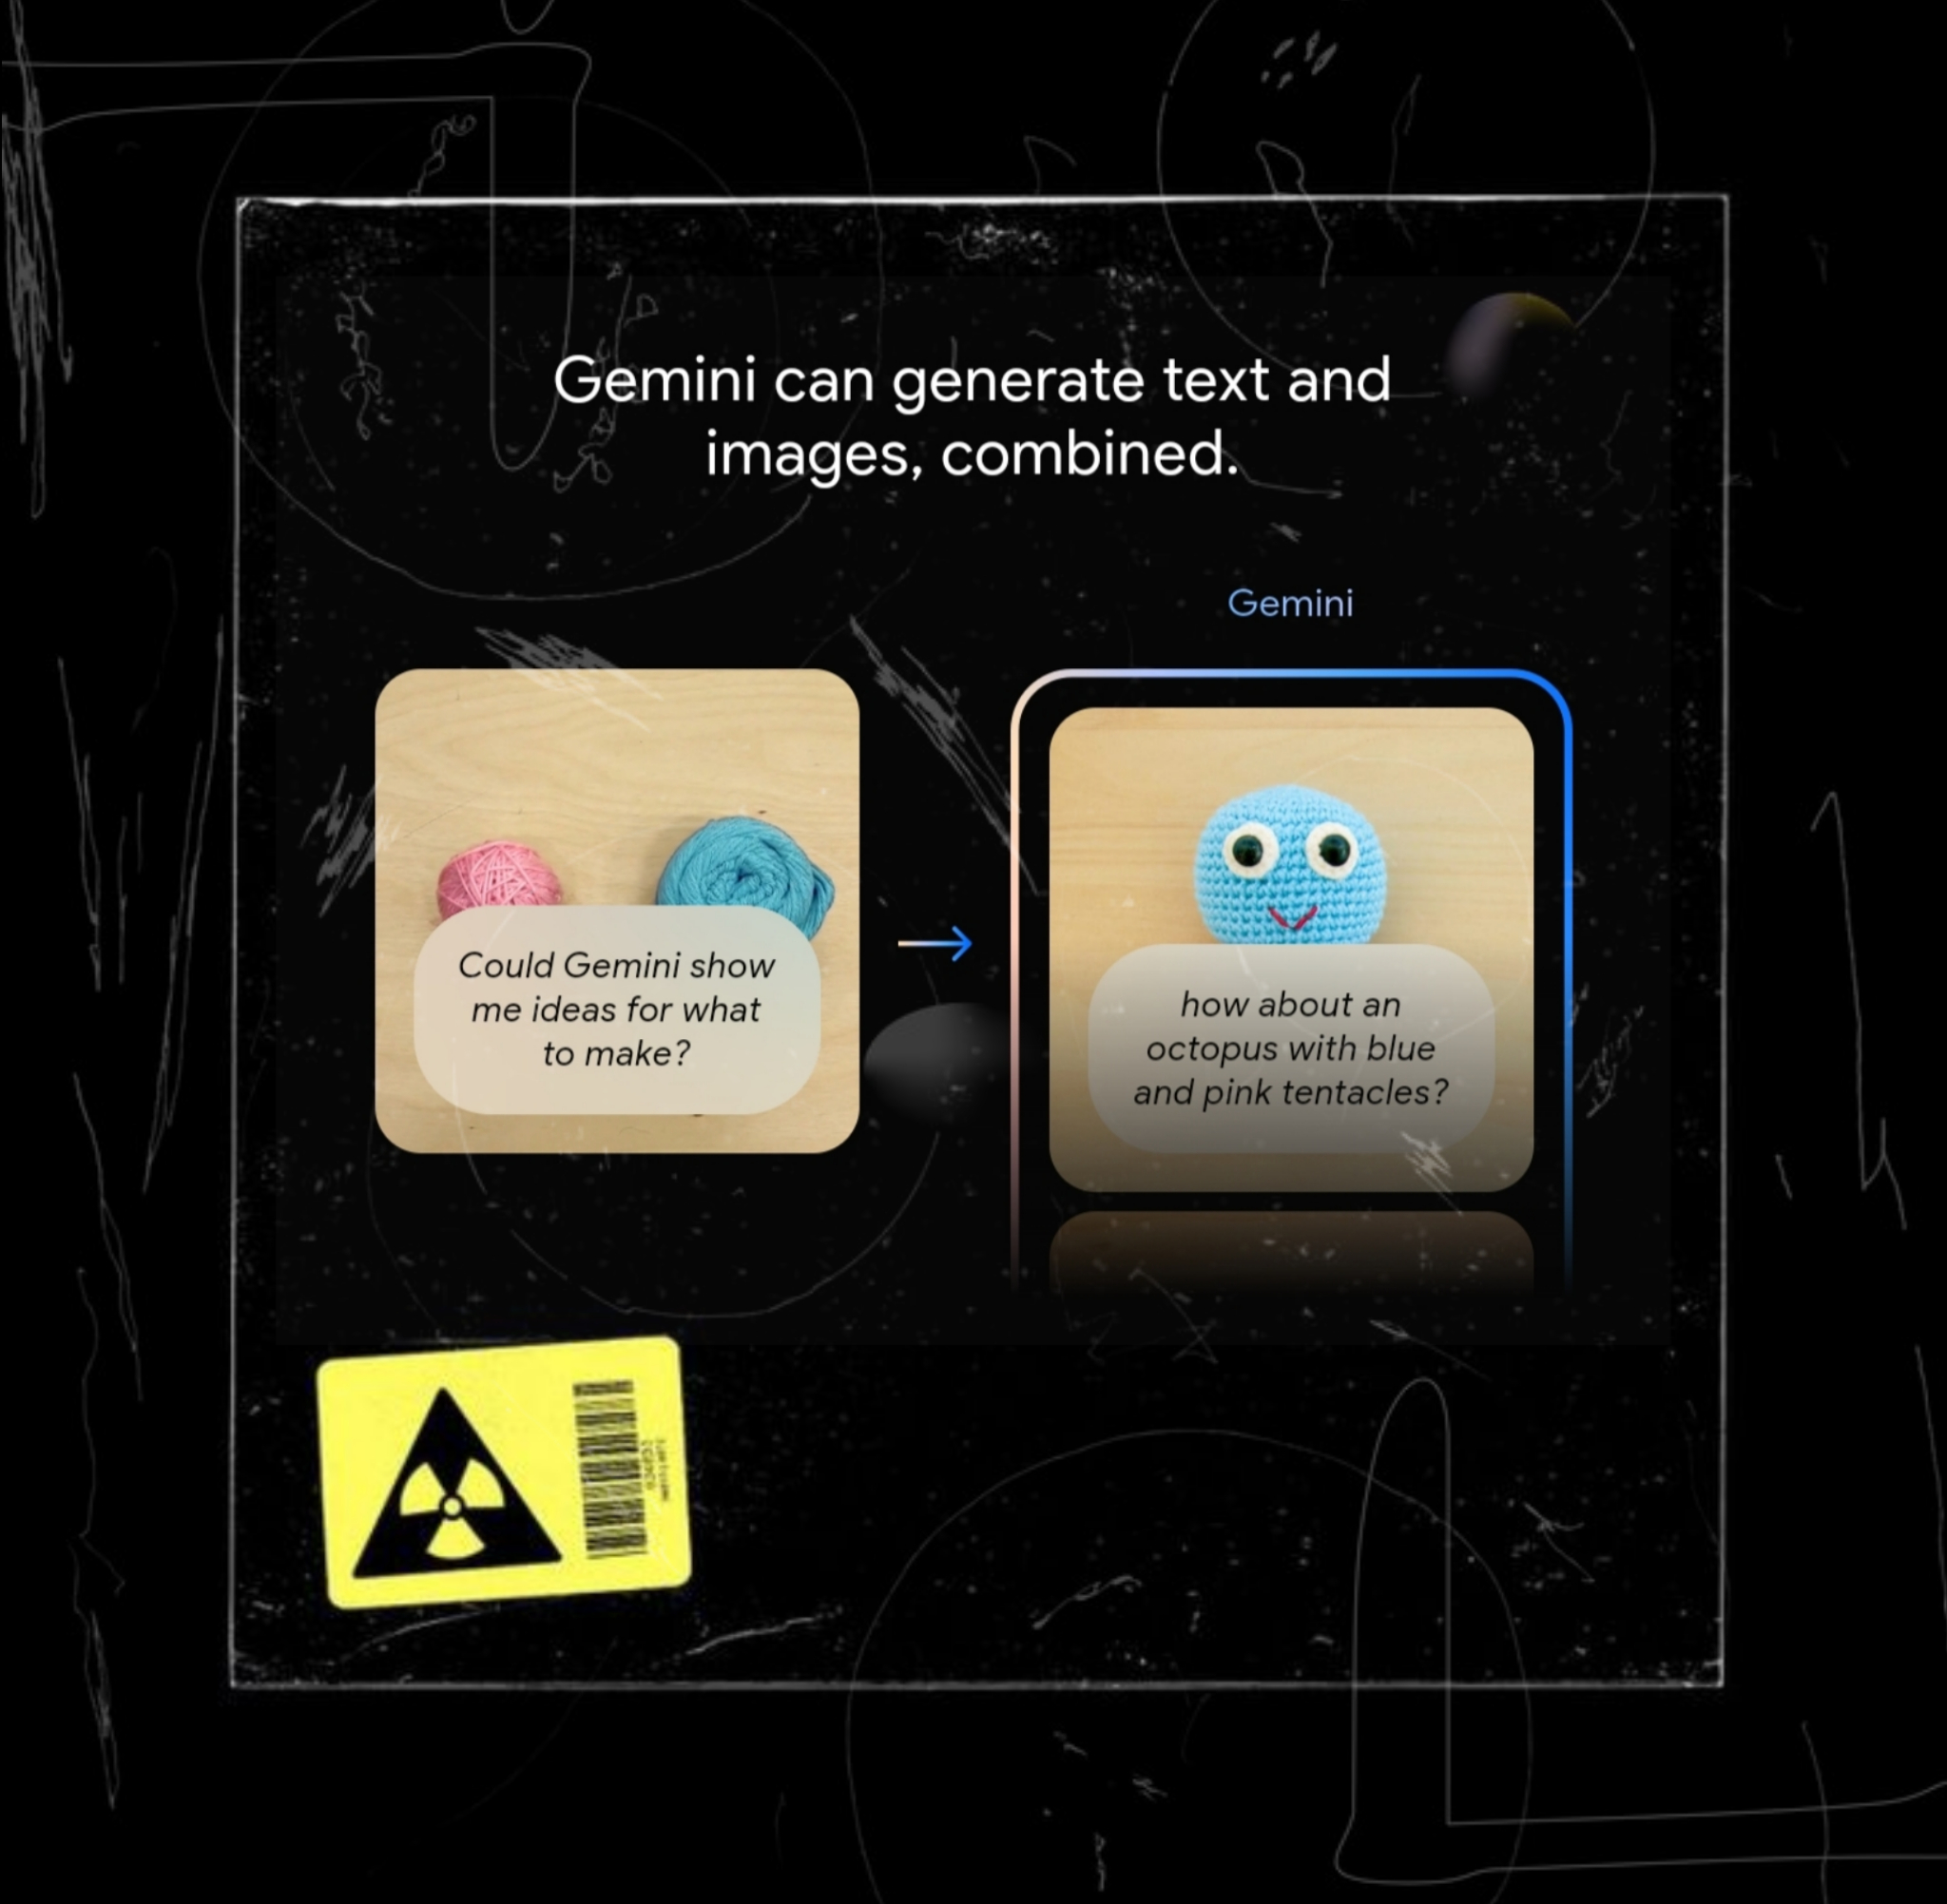 Gemini can generate text and
images, combined.
Gemini
Could Gemini show
me ideas for what
to make?
how about an
octopus with blue
and pink tentacles?